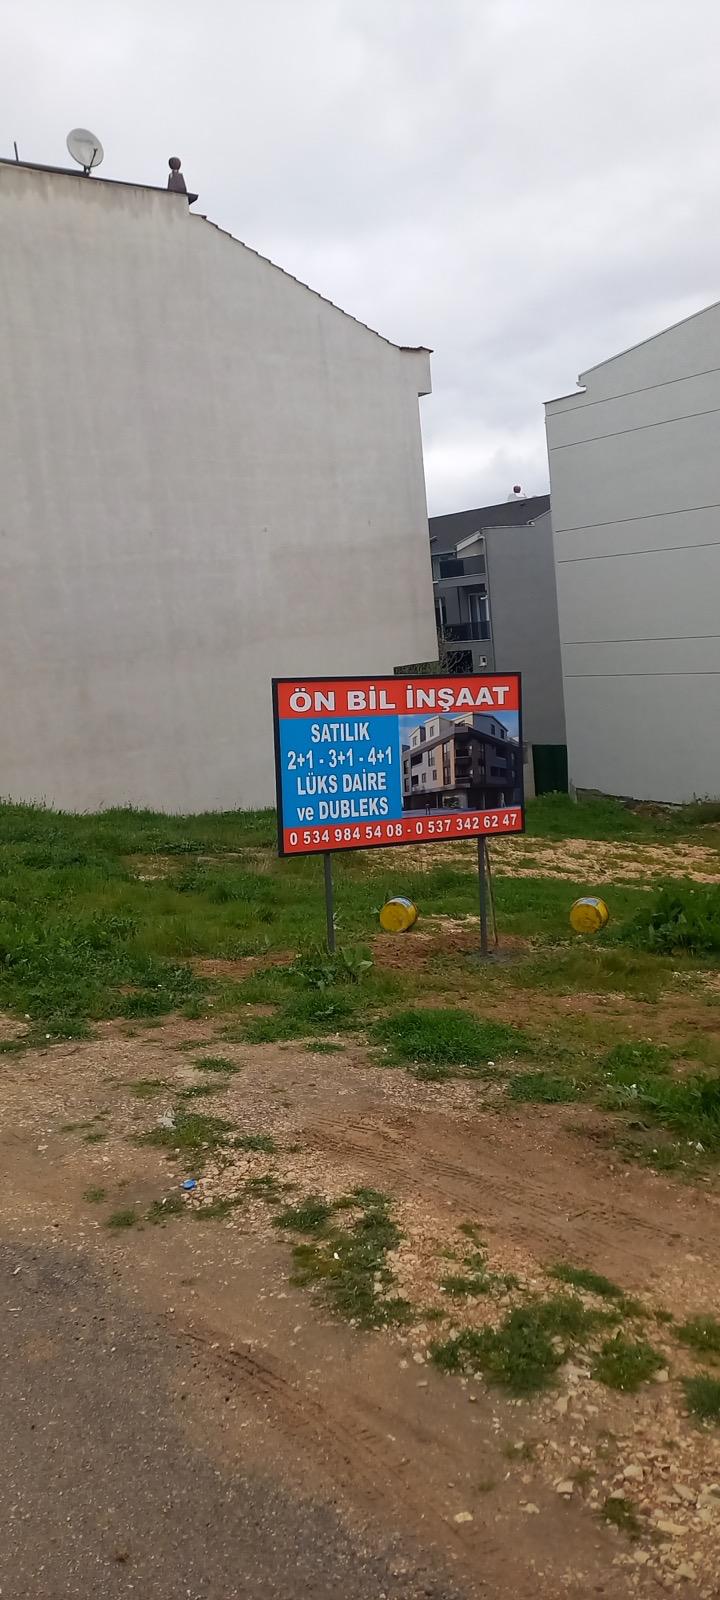 ÖN BİL İNŞAAT
SATILIK
2+1 - 3+1 - 4+1
LÜKS DAİRE
ve DUBLEKS
0 534 984 54 08 - 0 537 342 62 47